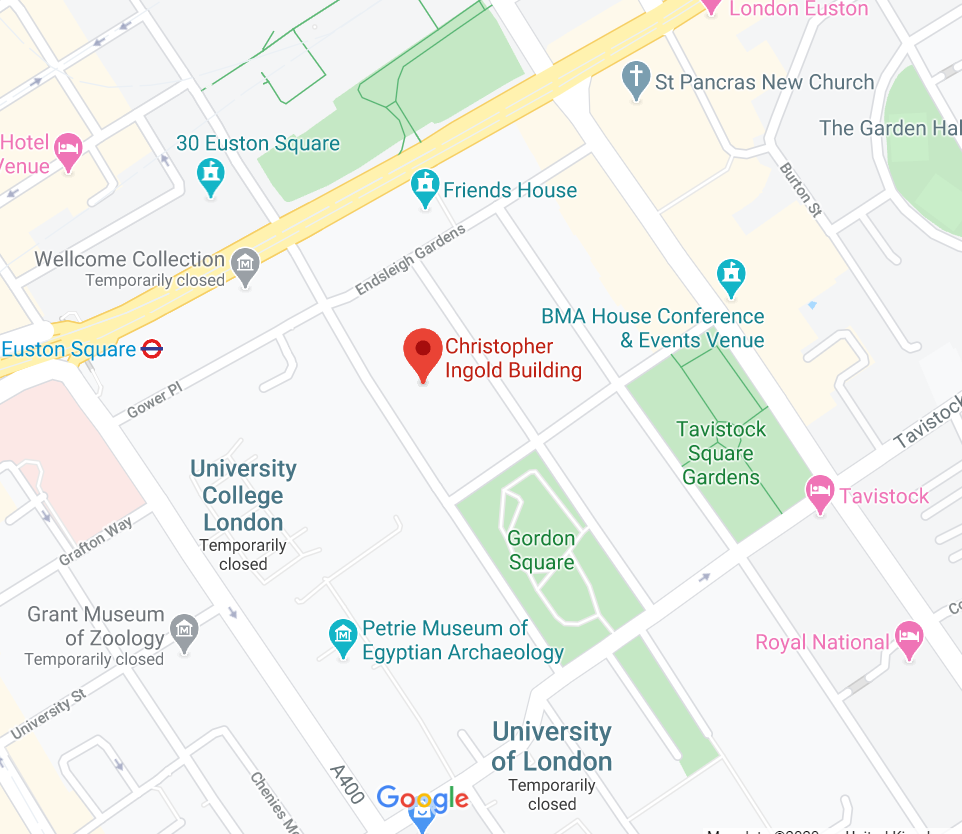 London Euston
St Pancras New Church
The Garden Hal
30 Euston Square
Hotel
Venue
Friends House
Burton St
Wellcome Collection
Temporarily closed
Endsleigh Gardens
BMA House Conference
& Events Venue
Euston Square
Christopher
Ingold Building
Gower Pl
Tavistock
Tavistock
Square
Gardens
University
College
London
Temporarily
closed
Tavistock
Grafton Way
Gordon
Square
Grant Museum
of Zoology
Temporarily closed
Petrie Museum of
Egyptian Archaeology
Royal National
Co
University St
University
of London
Temporarily
closed
A400
Chenies M
Google